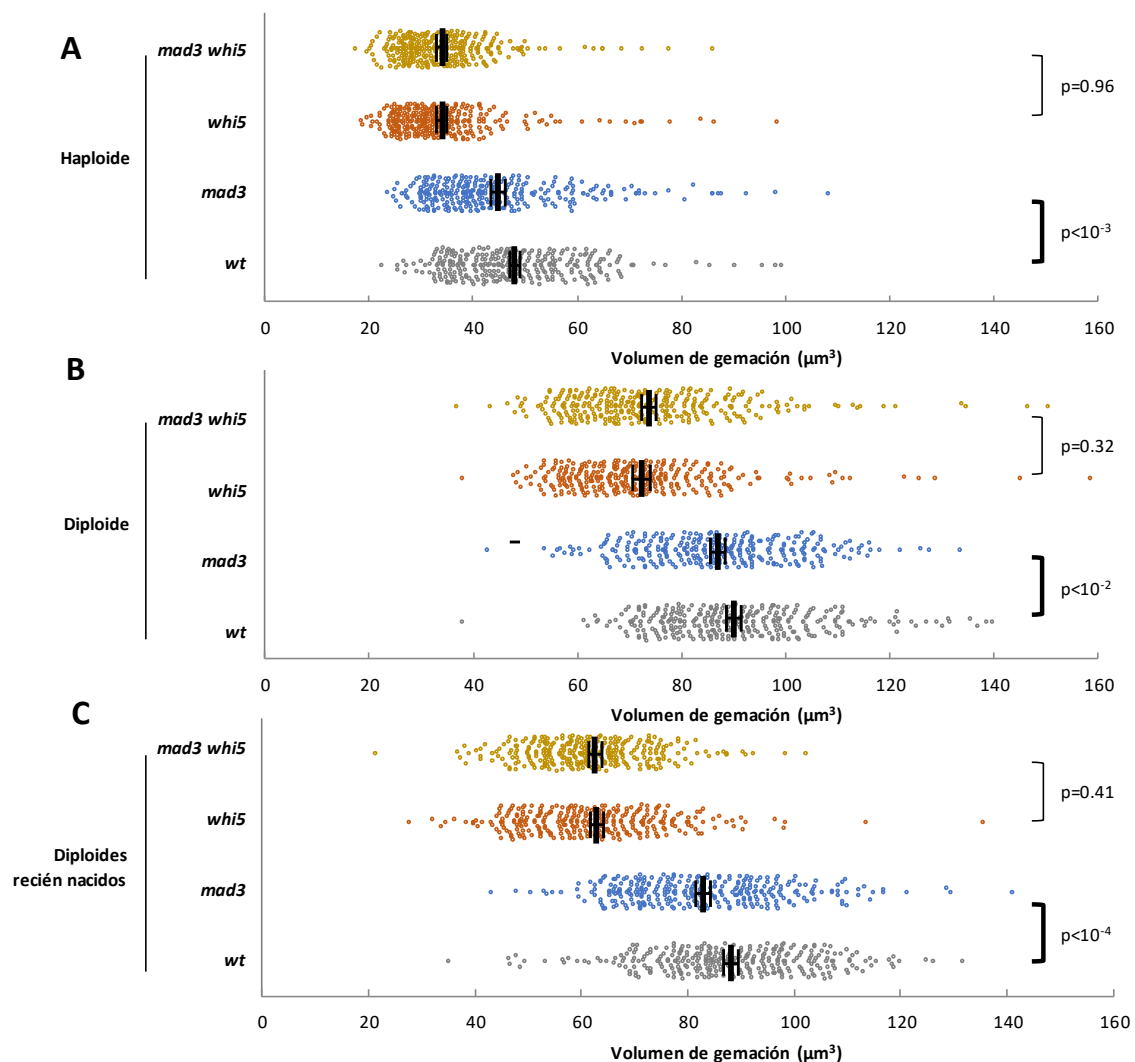 A
mad3 whi5
whi5
mad3
wt
Haploide
p=0.96
p<10-3
0 20 40 60 80 100 120 140 160
Volumen de gemación (µm³)
B
mad3 whi5
whi5
mad3
wt
Diploide
p=0.32
p<10-2
0 20 40 60 80 100 120 140 160
Volumen de gemación (µm³)
C
mad3 whi5
whi5
mad3
wt
Diploides
recién nacidos
p=0.41
p<10-4
0 20 40 60 80 100 120 140 160
Volumen de gemación (µm³)